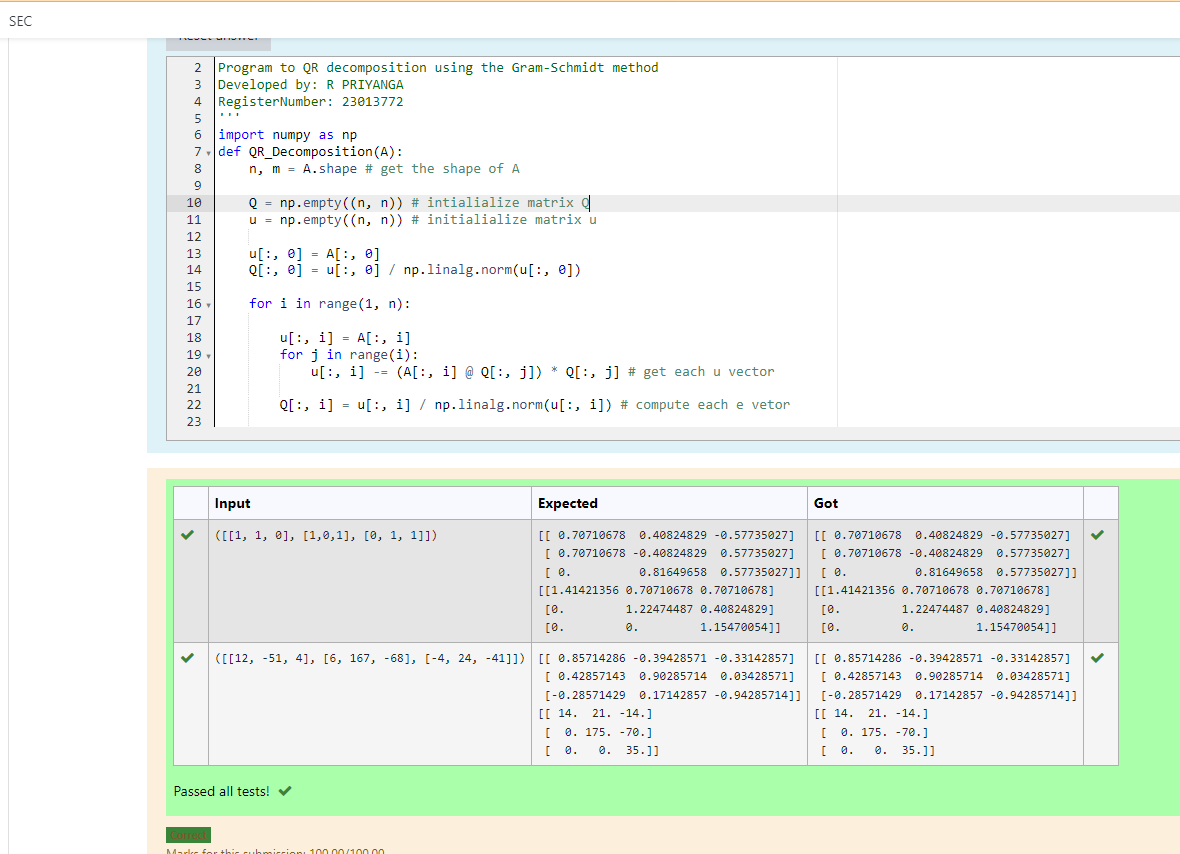 SEC
Reset answer
2 Program to QR decomposition using the Gram-Schmidt method
3 Developed by: R PRIYANGA
4 RegisterNumber: 23013772
5 '''
6 import numpy as np
7 def QR_Decomposition(A):
8 n, m = A.shape # get the shape of A
9
10 Q = np.empty((n, n)) # intialialize matrix Q
11 u = np.empty((n, n)) # initialialize matrix u
12
13 u[:, 0] = A[:, 0]
14 Q[:, 0] = u[:, 0] / np.linalg.norm(u[:, 0])
15
16 for i in range(1, n):
17
18 u[:, i] = A[:, i]
19 for j in range(i):
20 u[:, i] -= (A[:, i] @ Q[:, j]) * Q[:, j] # get each u vector
21
22 Q[:, i] = u[:, i] / np.linalg.norm(u[:, i]) # compute each e vetor
23
Input Expected Got
([[1, 1, 0], [1,0,1], [0, 1, 1]]) [[ 0.70710678 0.40824829 -0.57735027] [[ 0.70710678 0.40824829 -0.57735027]
[ 0.70710678 -0.40824829 0.57735027] [ 0.70710678 -0.40824829 0.57735027]
[ 0. 0.81649658 0.57735027]] [ 0. 0.81649658 0.57735027]]
[[1.41421356 0.70710678 0.70710678] [[1.41421356 0.70710678 0.70710678]
[0. 1.22474487 0.40824829] [0. 1.22474487 0.40824829]
[0. 0. 1.15470054]] [0. 0. 1.15470054]]
([[12, -51, 4], [6, 167, -68], [-4, 24, -41]]) [[ 0.85714286 -0.39428571 -0.33142857] [[ 0.85714286 -0.39428571 -0.33142857]
[ 0.42857143 0.90285714 0.03428571] [ 0.42857143 0.90285714 0.03428571]
[-0.28571429 0.17142857 -0.94285714]] [-0.28571429 0.17142857 -0.94285714]]
[[ 14. 21. -14.] [[ 14. 21. -14.]
[ 0. 175. -70.] [ 0. 175. -70.]
[ 0. 0. 35.]] [ 0. 0. 35.]]
Passed all tests!
Correct
Marks for this submission: 100.00/100.00